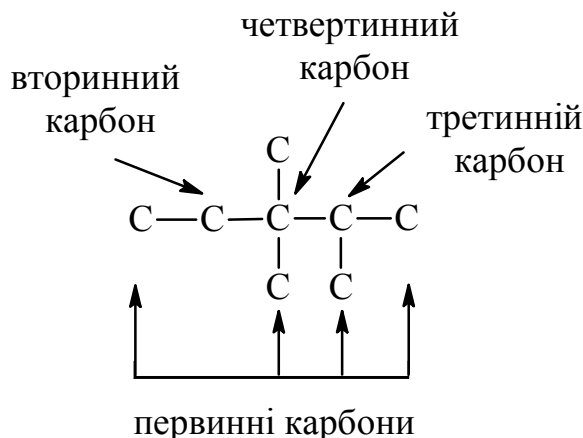 четвертинний
карбон
вторинний
карбон
третинній
карбон
C
C—C—C—C—C
C C
первинні карбони